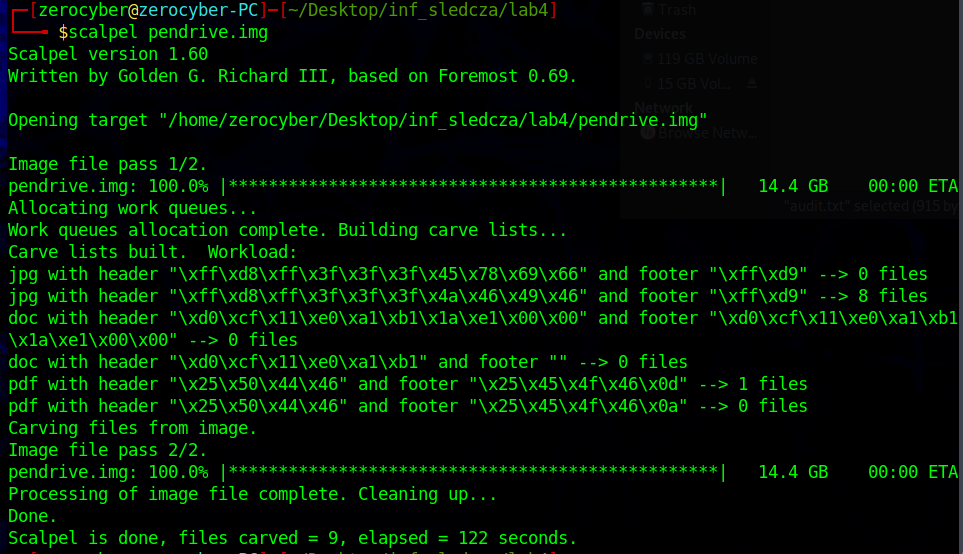 ┌─[zerocyber@zerocyber-PC]─[~/Desktop/inf_sledcza/lab4]
└──╼ $scalpel pendrive.img
Scalpel version 1.60
Written by Golden G. Richard III, based on Foremost 0.69.
Opening target "/home/zerocyber/Desktop/inf_sledcza/lab4/pendrive.img"
Image file pass 1/2.
pendrive.img: 100.0% |*************************************************| 14.4 GB 00:00 ETA
Allocating work queues...
Work queues allocation complete. Building carve lists...
Carve lists built. Workload:
jpg with header "\xff\xd8\xff\x3f\x3f\x3f\x45\x78\x69\x66" and footer "\xff\xd9" --> 0 files
jpg with header "\xff\xd8\xff\x3f\x3f\x3f\x4a\x46\x49\x46" and footer "\xff\xd9" --> 8 files
doc with header "\xd0\xcf\x11\xe0\xa1\xb1\x1a\xe1\x00\x00" and footer "\xd0\xcf\x11\xe0\xa1\xb1
\x1a\xe1\x00\x00" --> 0 files
doc with header "\xd0\xcf\x11\xe0\xa1\xb1" and footer "" --> 0 files
pdf with header "\x25\x50\x44\x46" and footer "\x25\x45\x4f\x46\x0d" --> 1 files
pdf with header "\x25\x50\x44\x46" and footer "\x25\x45\x4f\x46\x0a" --> 0 files
Carving files from image.
Image file pass 2/2.
pendrive.img: 100.0% |*************************************************| 14.4 GB 00:00 ETA
Processing of image file complete. Cleaning up...
Done.
Scalpel is done, files carved = 9, elapsed = 122 seconds.
Trash
Devices
119 GB Volume
15 GB Vol...
Network
Browse Netw...
"audit.txt" selected (915 by